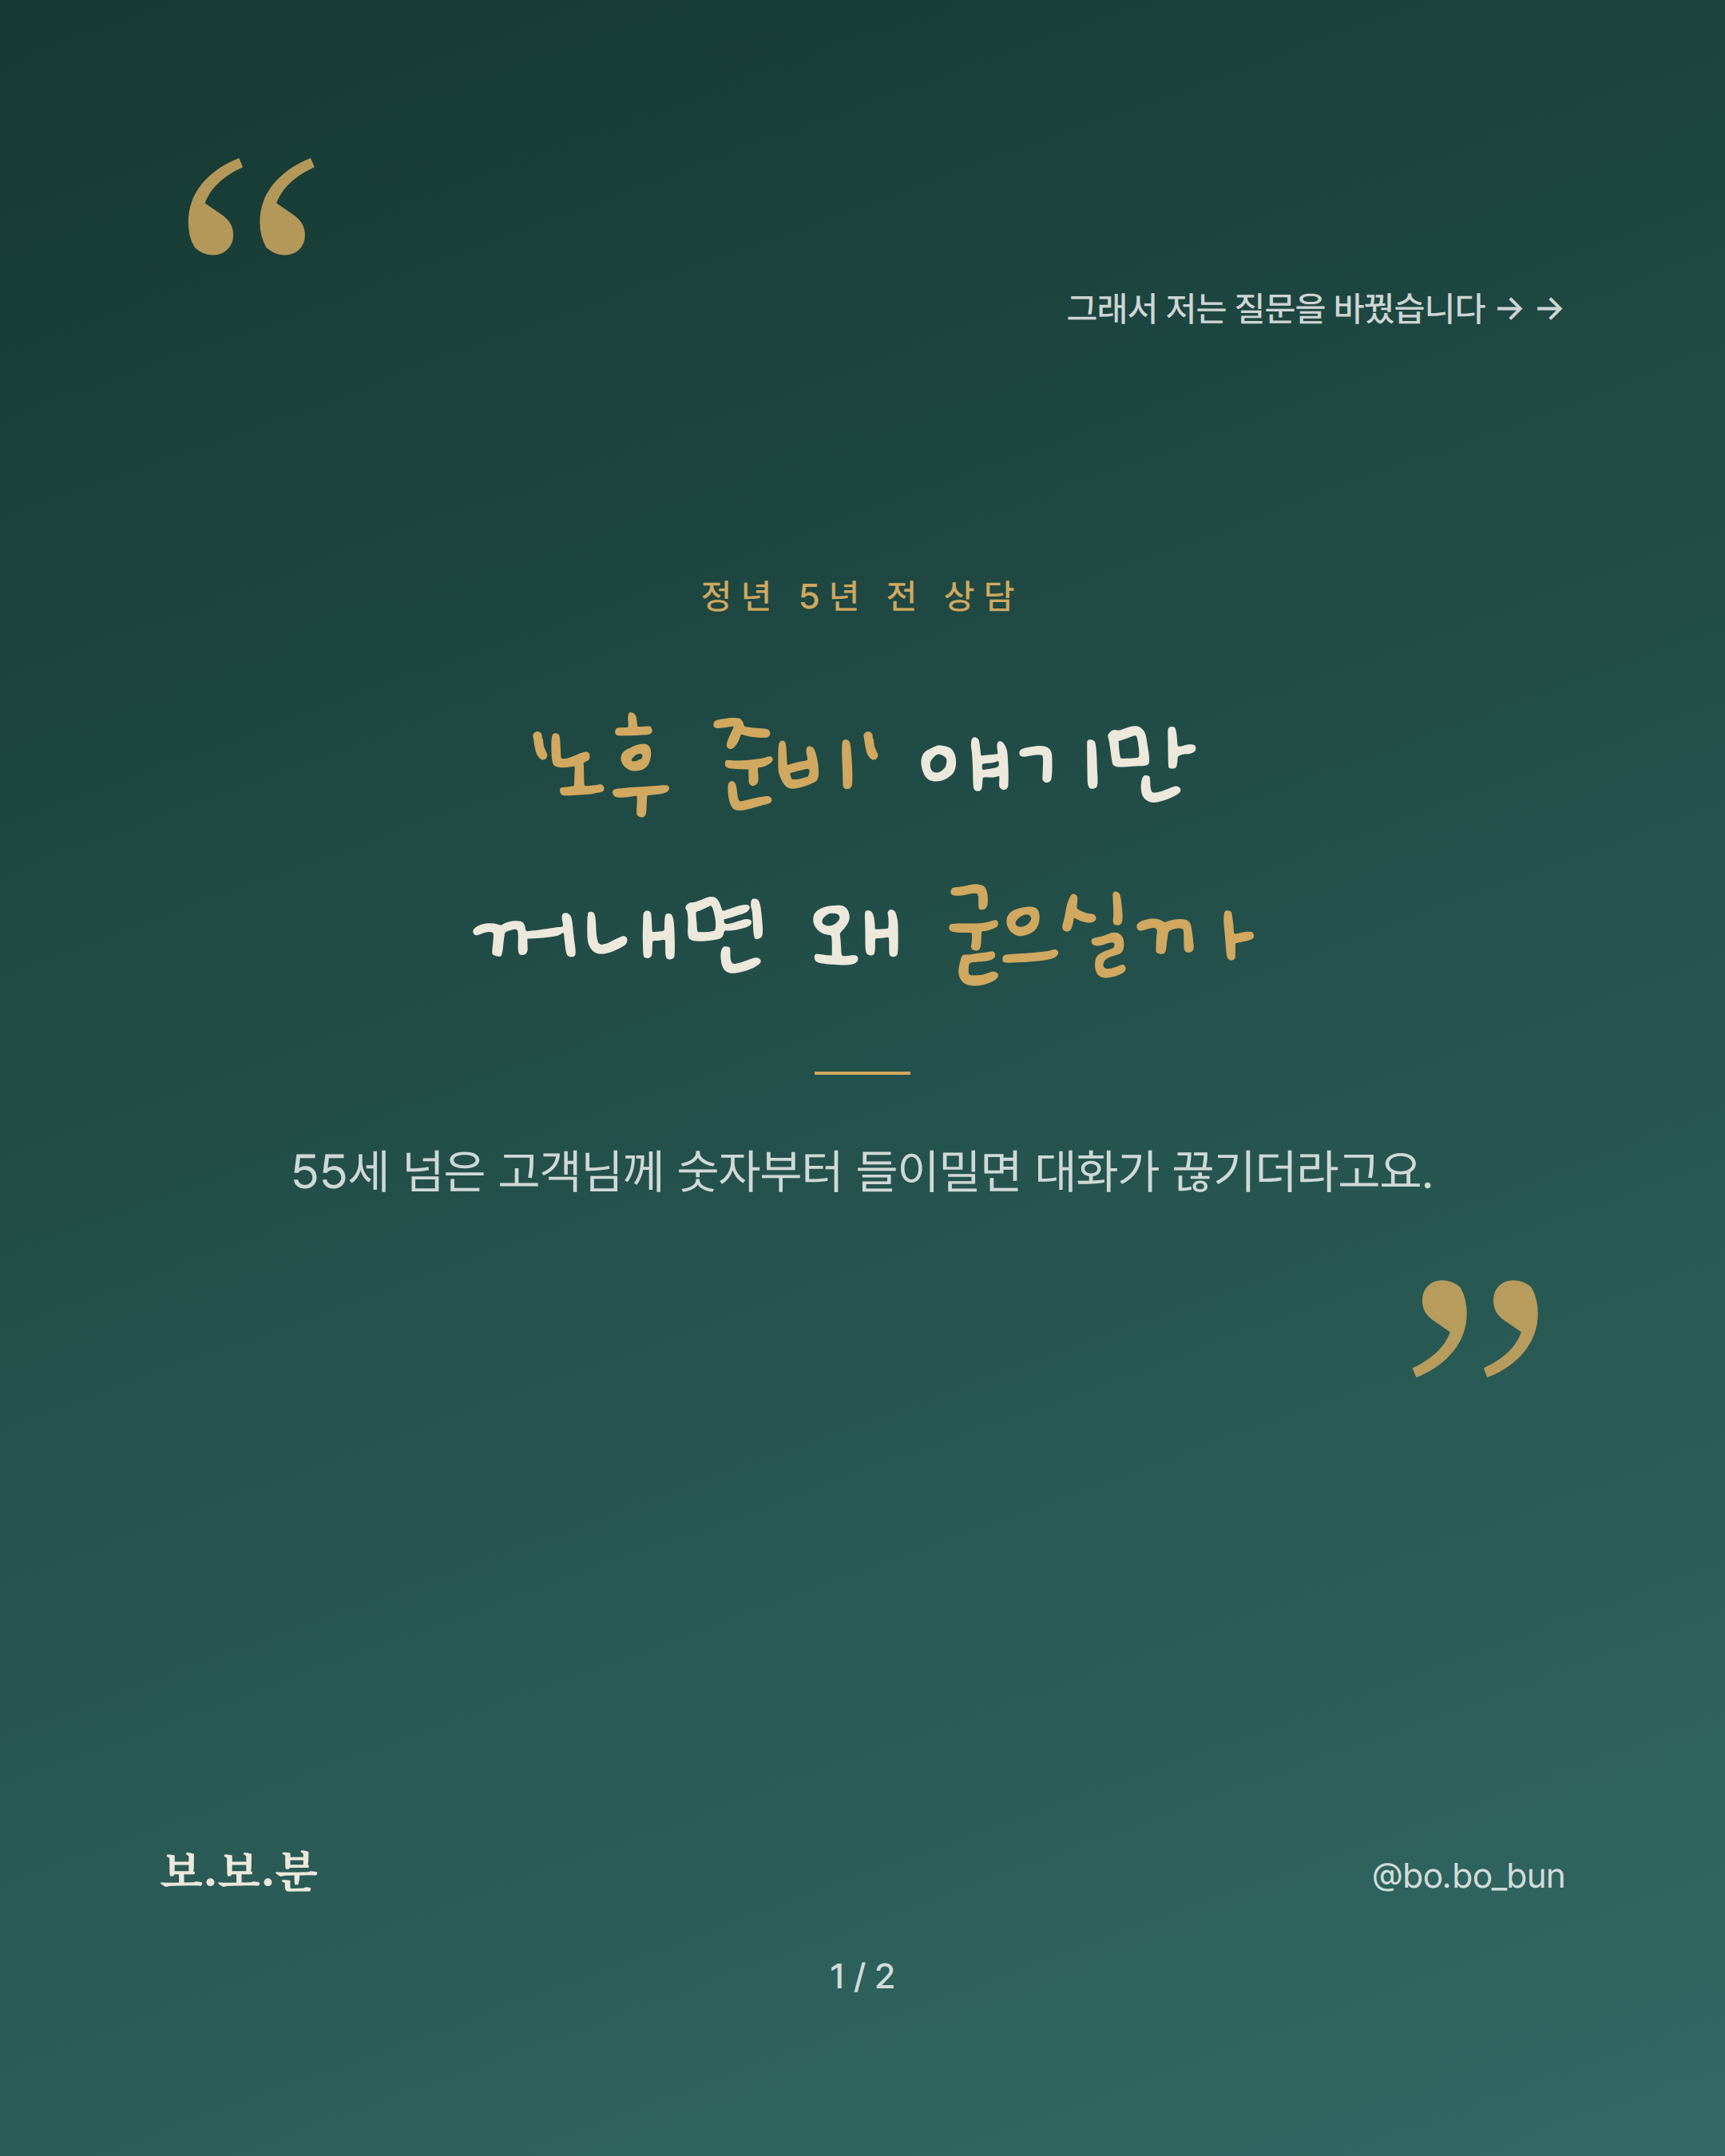 “
그래서 저는 질문을 바꿨습니다 → →
정년 5년 전 상담
'노후 준비' 얘기만
꺼내면 왜 굳으실까
55세 넘은 고객님께 숫자부터 들이밀면 대화가 끊기더라고요.
”
보.보.분
@bo.bo_bun
1 / 2